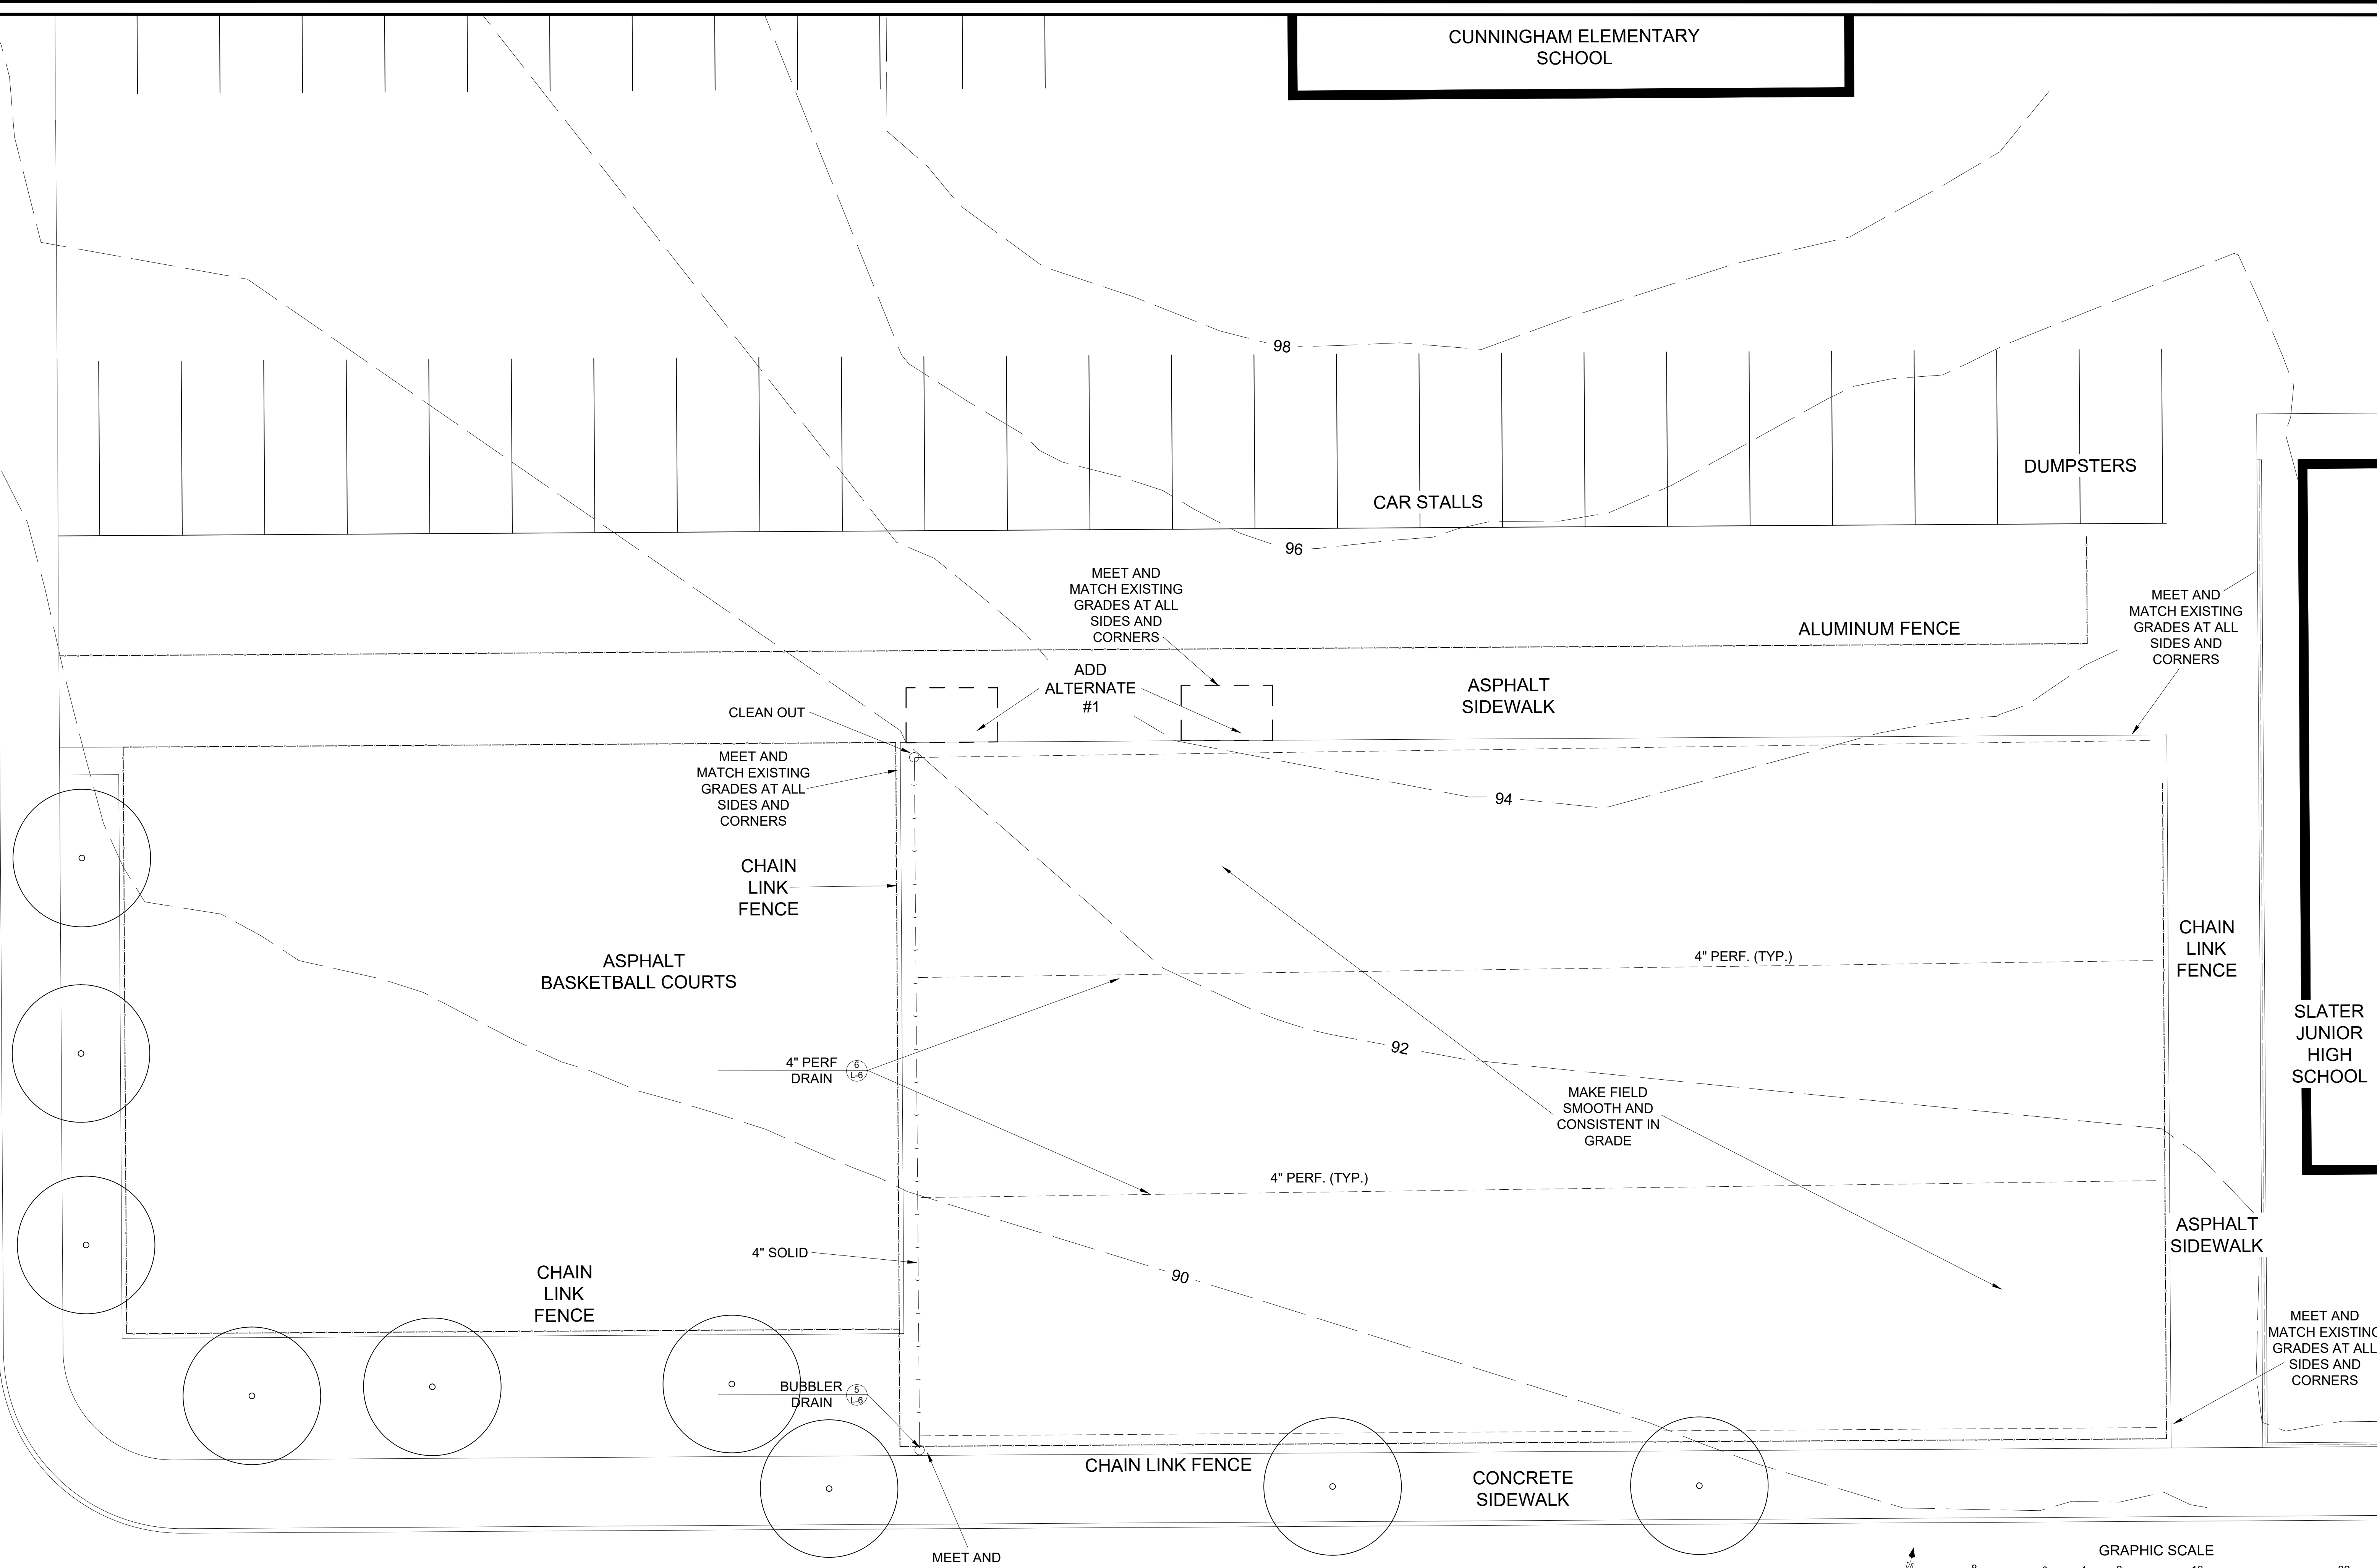 CUNNINGHAM ELEMENTARY
SCHOOL
98
DUMPSTERS
CAR STALLS
96
MEET AND
MATCH EXISTING
GRADES AT ALL
SIDES AND
CORNERS
MEET AND
MATCH EXISTING
GRADES AT ALL
SIDES AND
CORNERS
ALUMINUM FENCE
ADD
ALTERNATE
#1
ASPHALT
SIDEWALK
CLEAN OUT
MEET AND
MATCH EXISTING
GRADES AT ALL
SIDES AND
CORNERS
94
CHAIN
LINK
FENCE
CHAIN
LINK
FENCE
ASPHALT
BASKETBALL COURTS
4" PERF. (TYP.)
SLATER
JUNIOR
HIGH
SCHOOL
92
4" PERF
DRAIN
6
L-6
MAKE FIELD
SMOOTH AND
CONSISTENT IN
GRADE
4" PERF. (TYP.)
ASPHALT
SIDEWALK
4" SOLID
90
CHAIN
LINK
FENCE
MEET AND
MATCH EXISTING
GRADES AT ALL
SIDES AND
CORNERS
BUBBLER
DRAIN
5
L-6
CHAIN LINK FENCE
CONCRETE
SIDEWALK
MEET AND
GRAPHIC SCALE